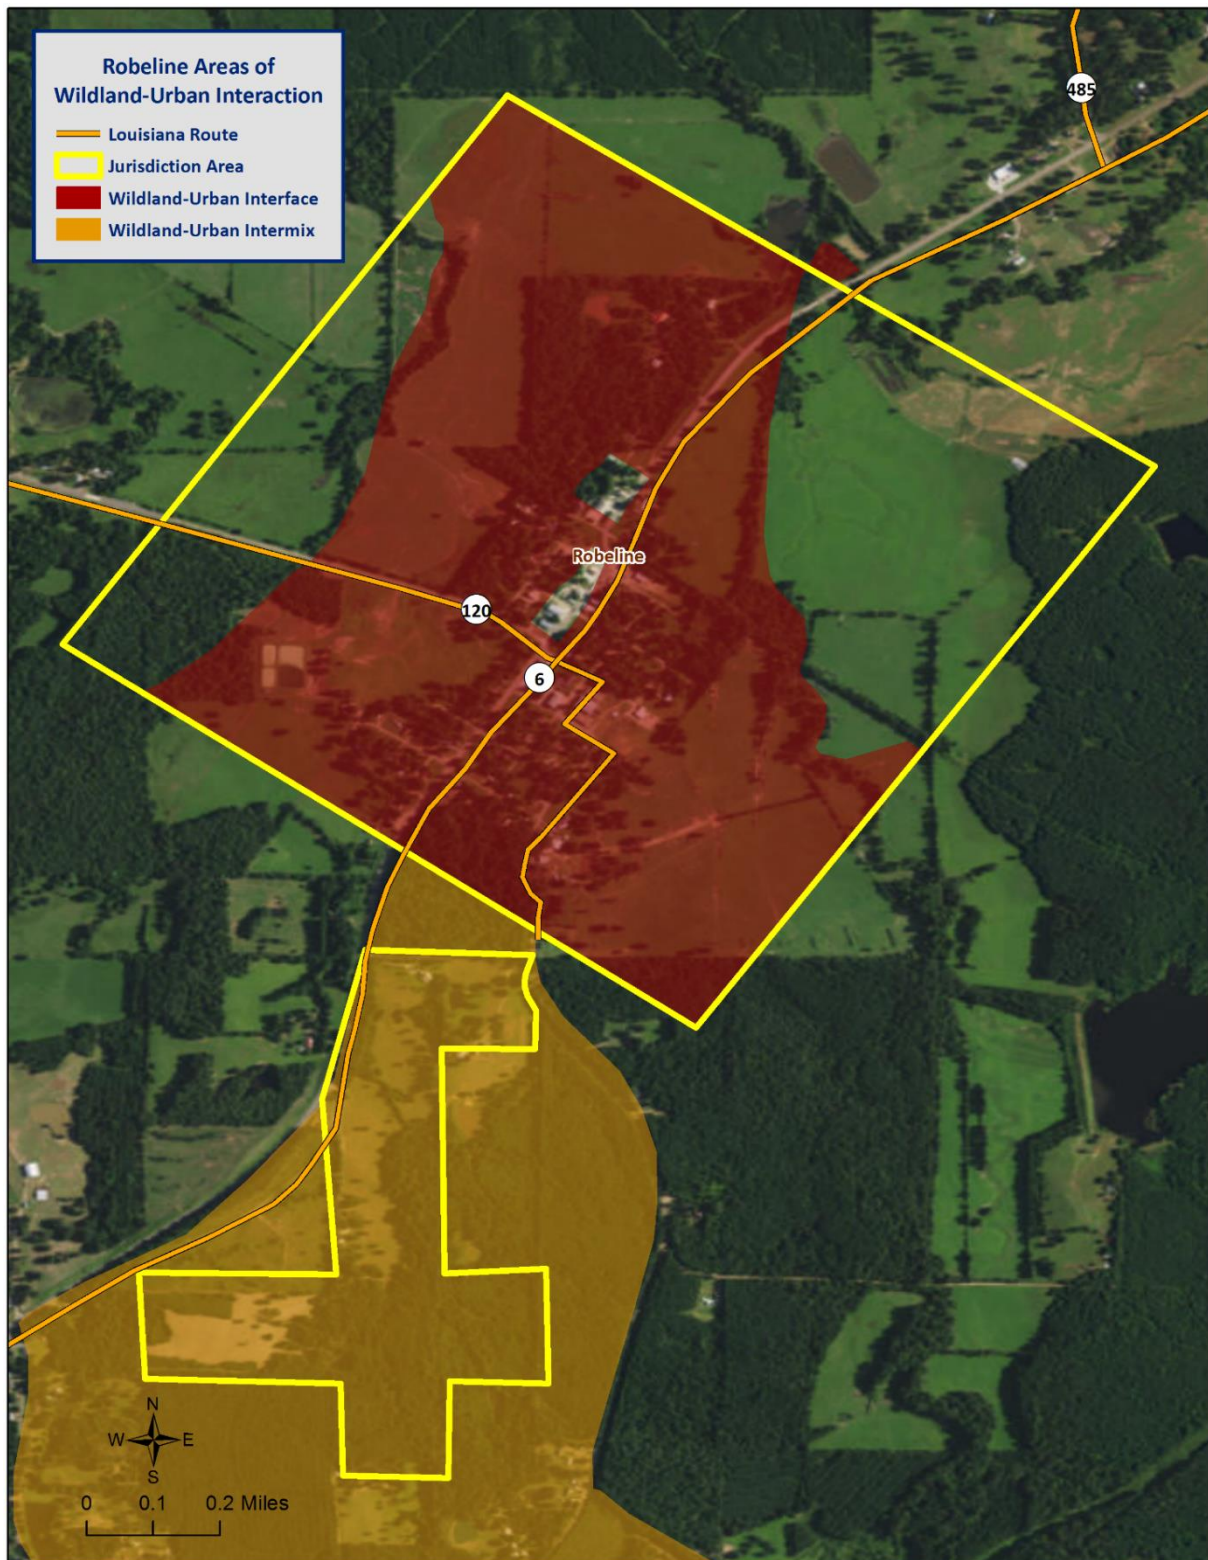 Robeline Areas of
Wildland-Urban Interaction
Louisiana Route
Jurisdiction Area
Wildland-Urban Interface
Wildland-Urban Intermix
485
Robeline
120
6
N
W E
S
0 0.1 0.2 Miles